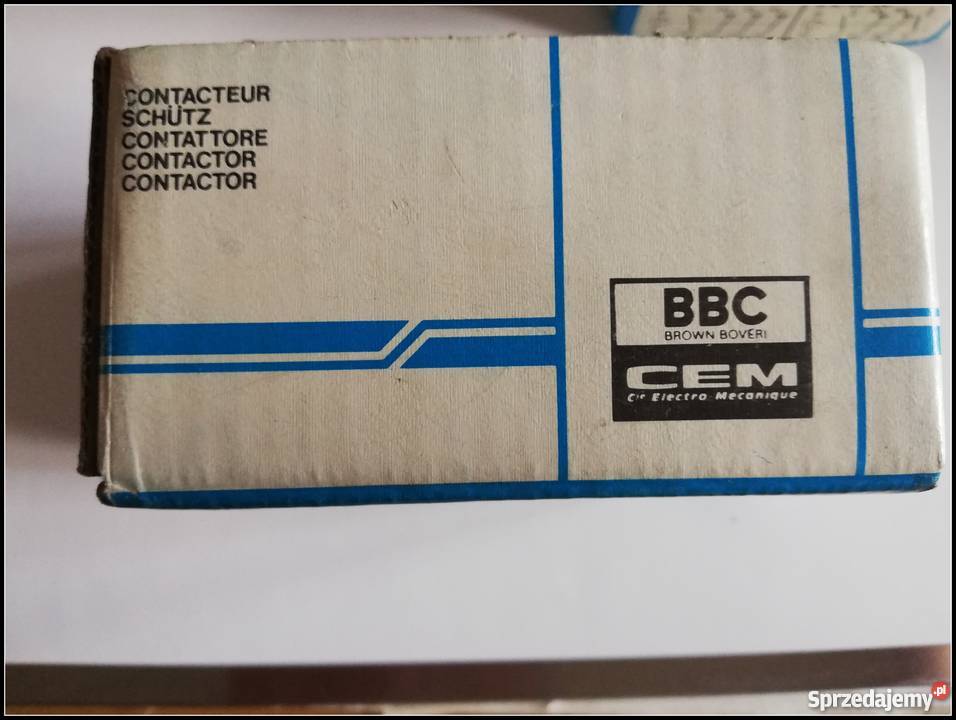 CONTACTEUR
SCHÜTZ
CONTATTORE
CONTACTOR
CONTACTOR
BBC
BROWN BOVERI
CEM
Cie Electro-Mecanique
Sprzedajemy.pl